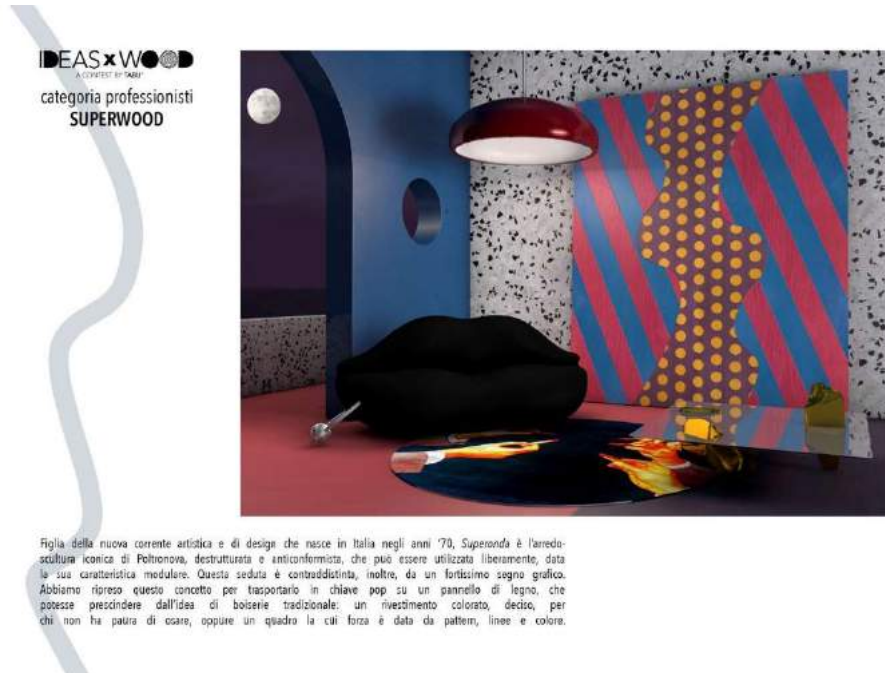 IDEAS x WOOD
A CONTEST BY TABU
categoria professionisti
SUPERWOOD
Figlia della nuova corrente artistica e di design che nasce in Italia negli anni '70, Superonda è l'arredo-
scultura iconica di Poltronova, destrutturata e anticonformista, che può essere utilizzata liberamente, data
la sua caratteristica modulare. Questa seduta è contraddistinta, inoltre, da un fortissimo segno grafico.
Abbiamo ripreso questo concetto per trasportarlo in chiave pop su un pannello di legno, che
potesse prescindere dall'idea di boiserie tradizionale: un rivestimento colorato, deciso, per
chi non ha paura di osare, oppure un quadro la cui forza è data da pattern, linee e colore.